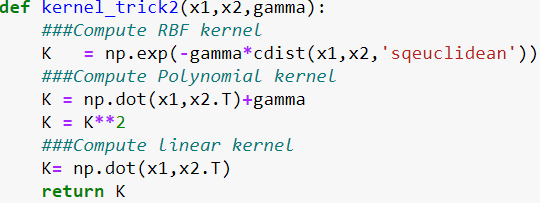 def kernel_trick2(x1,x2,gamma):
    ###Compute RBF kernel
    K   = np.exp(-gamma*cdist(x1,x2,'sqeuclidean'))
    ###Compute Polynomial kernel
    K = np.dot(x1,x2.T)+gamma
    K = K**2
    ###Compute linear kernel
    K= np.dot(x1,x2.T)
    return K